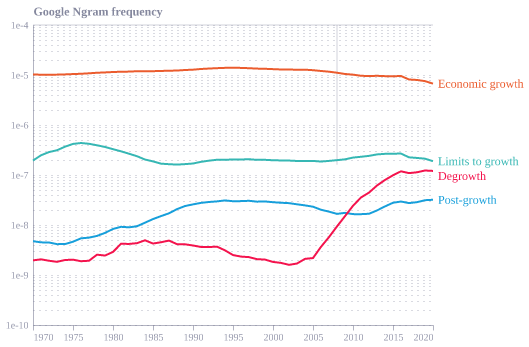 Google Ngram frequency
1e-4
1e-5
Economic growth
1e-6
Limits to growth
1e-7
Degrowth
Post-growth
1e-8
1e-9
1e-10
1970 1975 1980 1985 1990 1995 2000 2005 2010 2015 2020